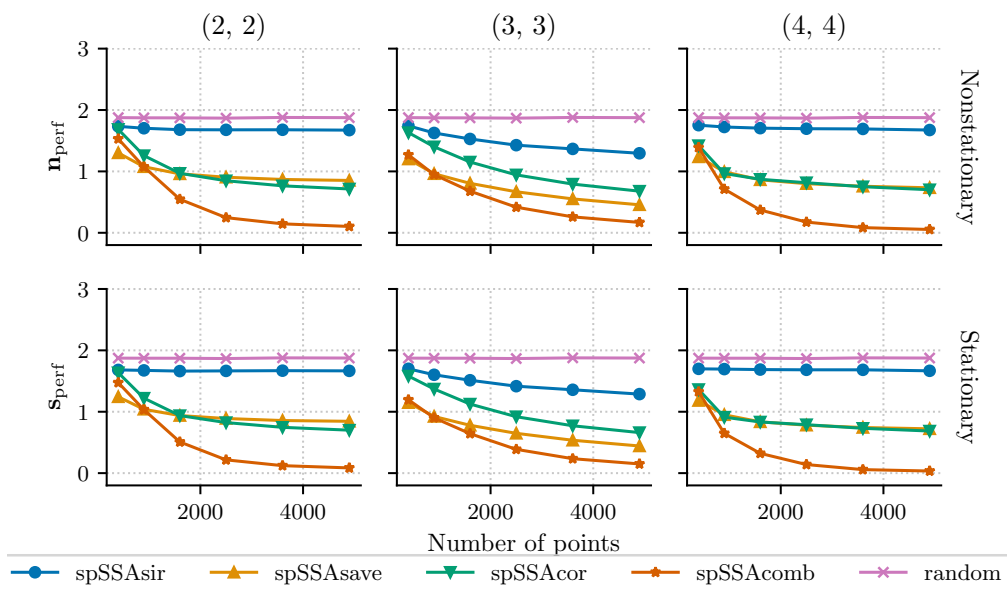 (2, 2) (3, 3) (4, 4)
3
2
1
0
n_perf
Nonstationary
3
2
1
0
s_perf
Stationary
2000 4000 2000 4000 2000 4000
Number of points
spSSAsir spSSAsave spSSAcor spSSAcomb random